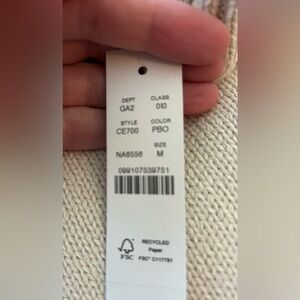 DEPT CLASS
GA2 010
STYLE COLOR
CE700 PBO
SIZE
NA6556 M
099107539751
RECYCLED
Paper
FSC
FSC® C117781